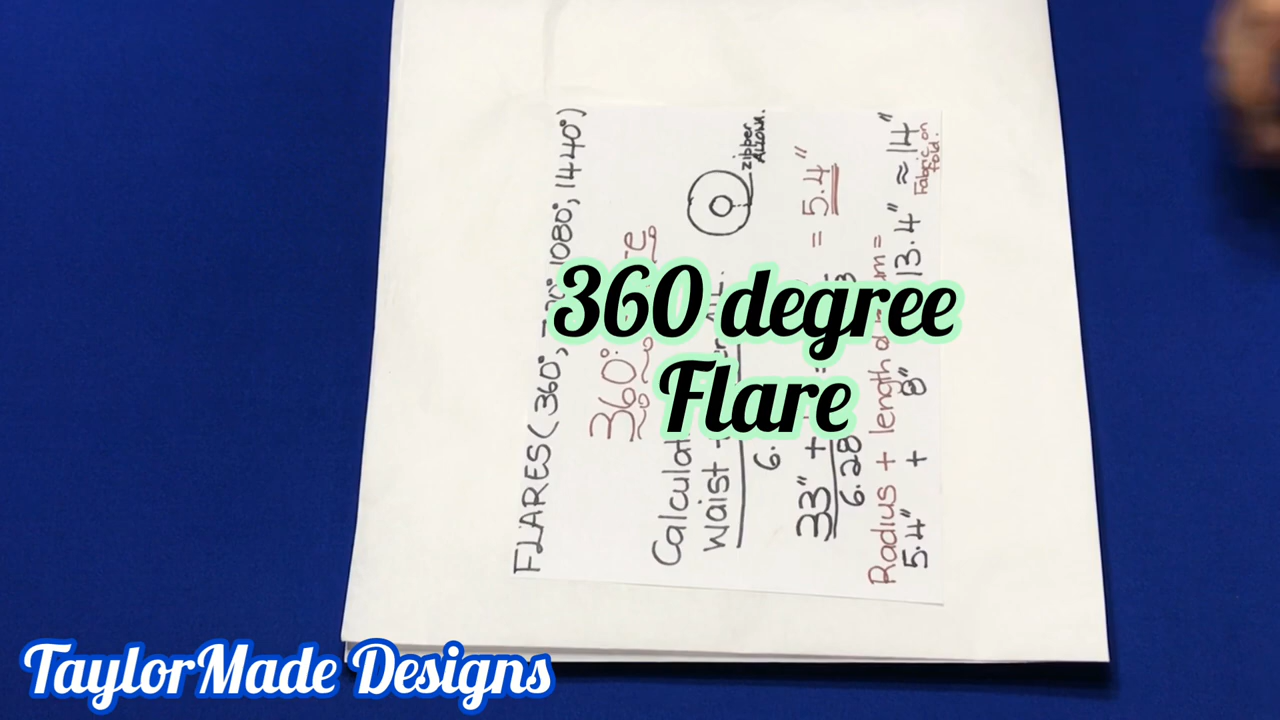 FLARES (360°, 1080°, 1440°)
360°
waist
zipper
Allow.
33" +
6.28
= 5.4"
Radius + length
5.4" + 8" 13.4" ≈ 14"
Fabric on
fold.
360 degree
Flare
TaylorMade Designs